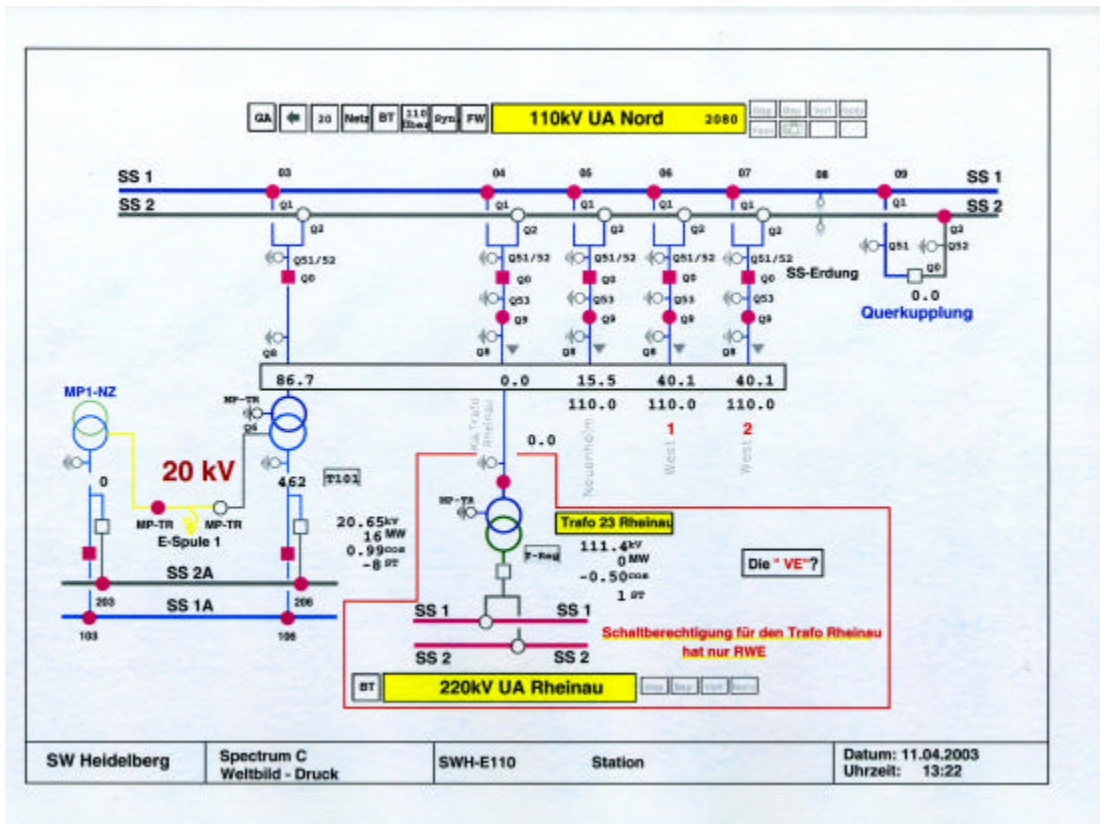 GA 20 Netz BT 110 Über Syn. FW 110kV UA Nord 2080
03 04 05 06 07 08 09
SS 1 SS 1
SS 2 SS 2
Q1 Q1 Q1 Q1 Q1 Q1
Q2 Q2 Q2 Q2 Q2 Q2
Q51/52 Q51/52 Q51/52 Q51/52 Q51/52 Q51 Q52
Q0 Q0 Q0 Q0 Q0 SS-Erdung Q0
Q53 Q53 Q53 Q53 0.0
Q9 Q9 Q9 Q9 Querkupplung
Q8 Q8 Q8 Q8 Q8
86.7 0.0 15.5 40.1 40.1
MP1-NZ
MP-TR
110.0 110.0 110.0
Q6
Ka.Trafo
Rheinau
Neuenheim
1
West
2
West
0.0
20 kV
0
462
T101
MP-TR MP-TR
E-Spule 1
20.65kV
16 MW
0.99cos
-8 ST
MP-TR
Trafo 23 Rheinau
T-Reg
111.4kV
0 MW
-0.50cos
1 ST
Die " VE"?
SS 2A
203 206
SS 1A
103 106
SS 1 SS 1
SS 2 SS 2
Schaltberechtigung für den Trafo Rheinau
hat nur RWE
BT 220kV UA Rheinau
SW Heidelberg
Spectrum C
Weltbild - Druck
SWH-E110 Station
Datum: 11.04.2003
Uhrzeit: 13:22